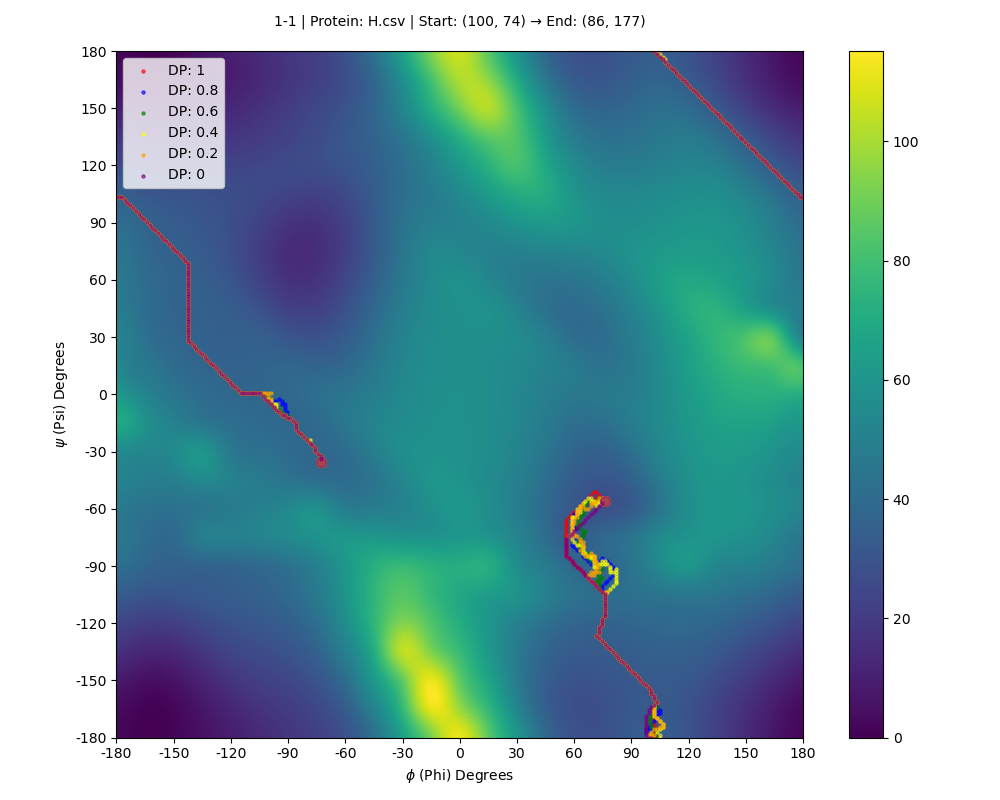 1-1 | Protein: H.csv | Start: (100, 74) → End: (86, 177)
DP: 1
DP: 0.8
DP: 0.6
DP: 0.4
DP: 0.2
DP: 0
180
150
120
90
60
30
0
-30
-60
-90
-120
-150
-180
ψ (Psi) Degrees
-180 -150 -120 -90 -60 -30 0 30 60 90 120 150 180
ϕ (Phi) Degrees
100
80
60
40
20
0